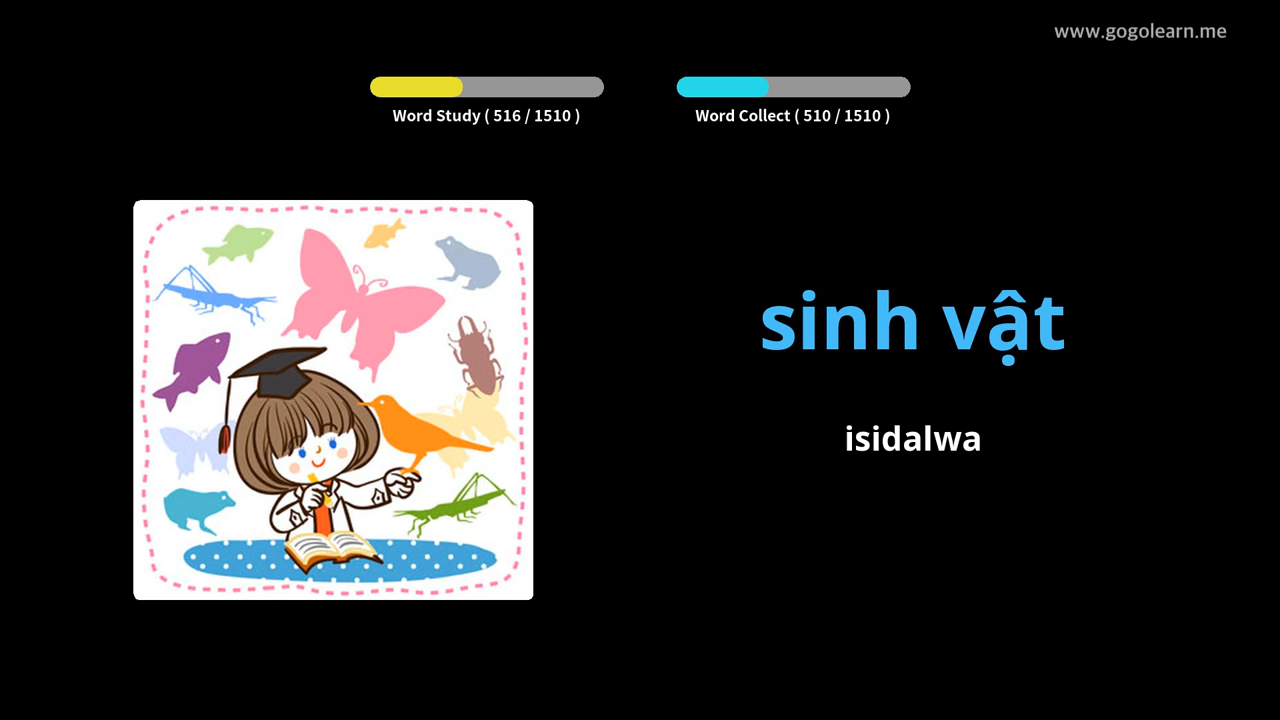 www.gogolearn.me
Word Study ( 516 / 1510 )
Word Collect ( 510 / 1510 )
sinh vật
isidalwa